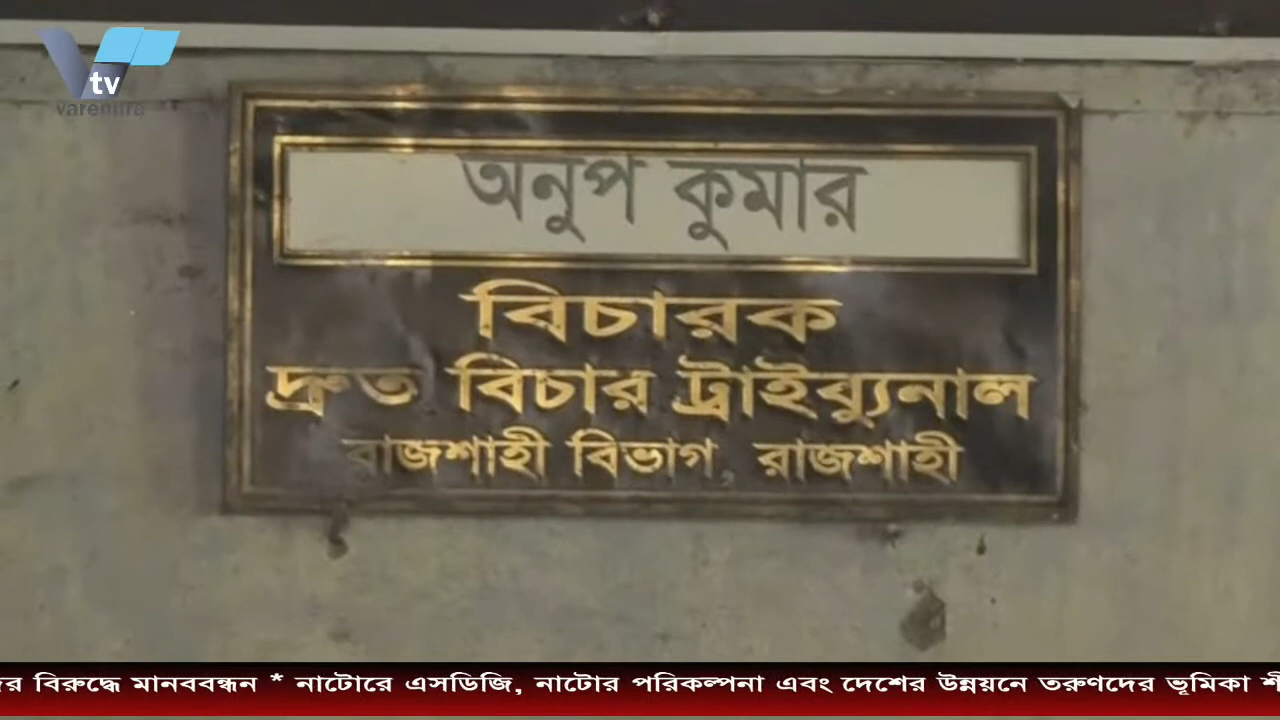 tv
varendra
অনুপ কুমার
বিচারক
দ্রুত বিচার ট্রাইব্যুনাল
রাজশাহী বিভাগ, রাজশাহী
বিরুদ্ধে মানববন্ধন * নাটোরে এসডিজি, নাটোর পরিকল্পনা এবং দেশের উন্নয়নে তরুণদের ভূমিকা